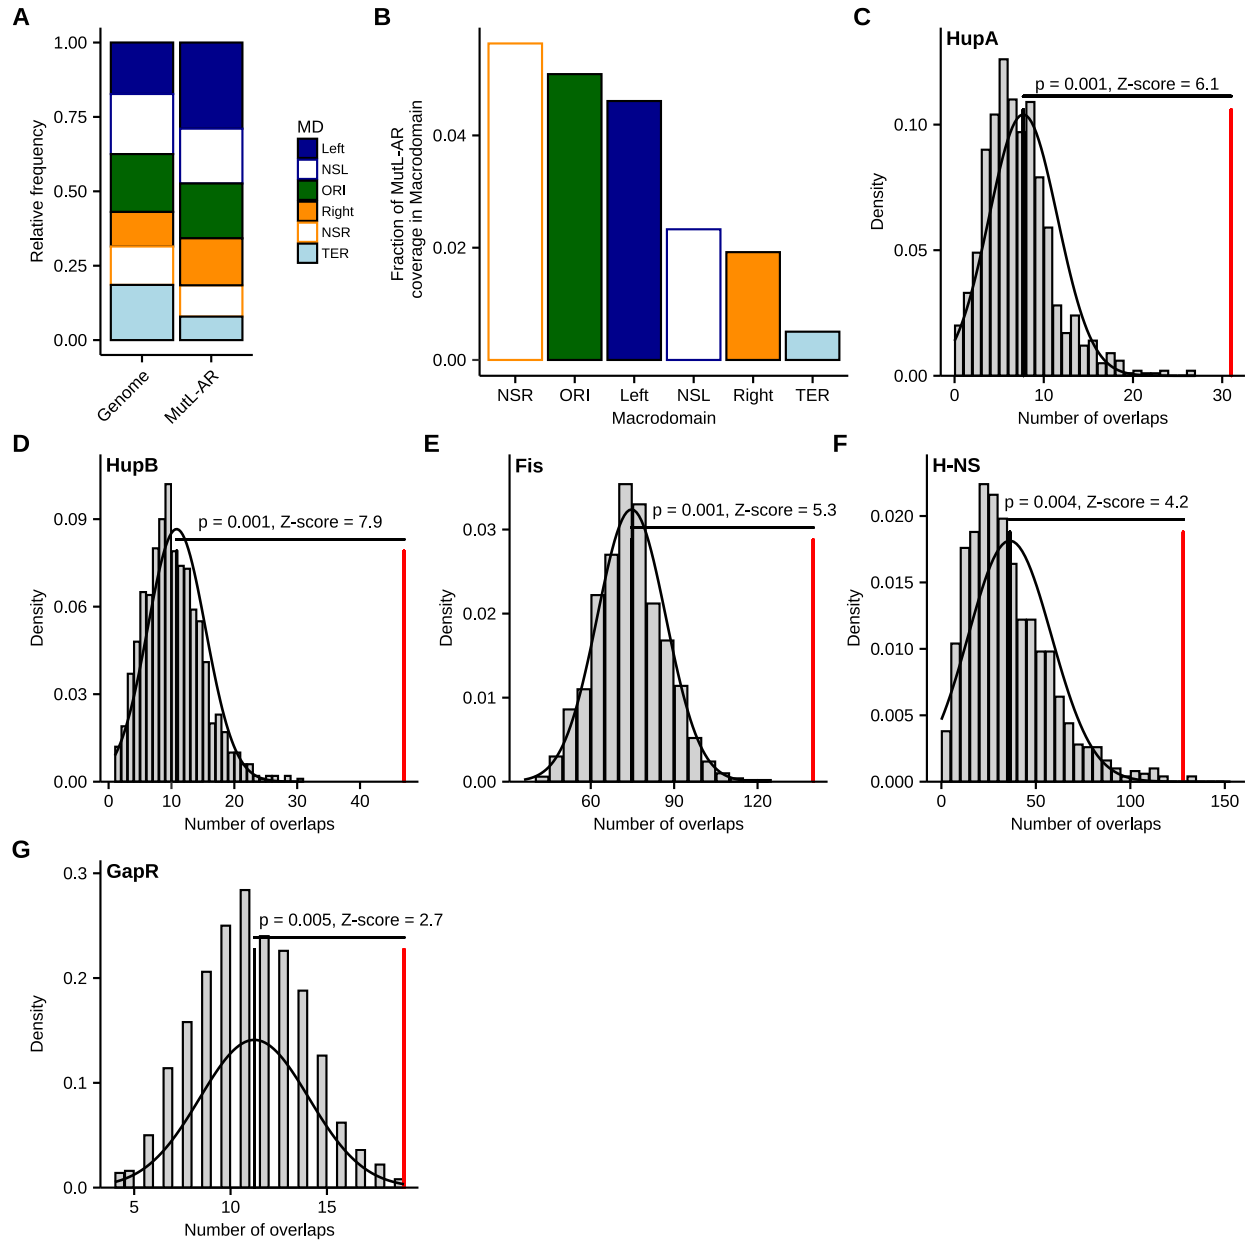 A
1.00
0.75
0.50
0.25
0.00
Relative frequency
Genome
MutL-AR
MD
Left
NSL
ORI
Right
NSR
TER
B
Fraction of MutL-AR
coverage in Macrodomain
0.04
0.02
0.00
NSR
ORI
Left
NSL
Right
TER
Macrodomain
C
HupA
p = 0.001, Z-score = 6.1
Density
0.10
0.05
0.00
0
10
20
30
Number of overlaps
D
HupB
p = 0.001, Z-score = 7.9
Density
0.09
0.06
0.03
0.00
0
10
20
30
40
Number of overlaps
E
Fis
p = 0.001, Z-score = 5.3
Density
0.03
0.02
0.01
0.00
60
90
120
Number of overlaps
F
H-NS
p = 0.004, Z-score = 4.2
Density
0.020
0.015
0.010
0.005
0.000
0
50
100
150
Number of overlaps
G
GapR
p = 0.005, Z-score = 2.7
Density
0.3
0.2
0.1
0.0
5
10
15
Number of overlaps